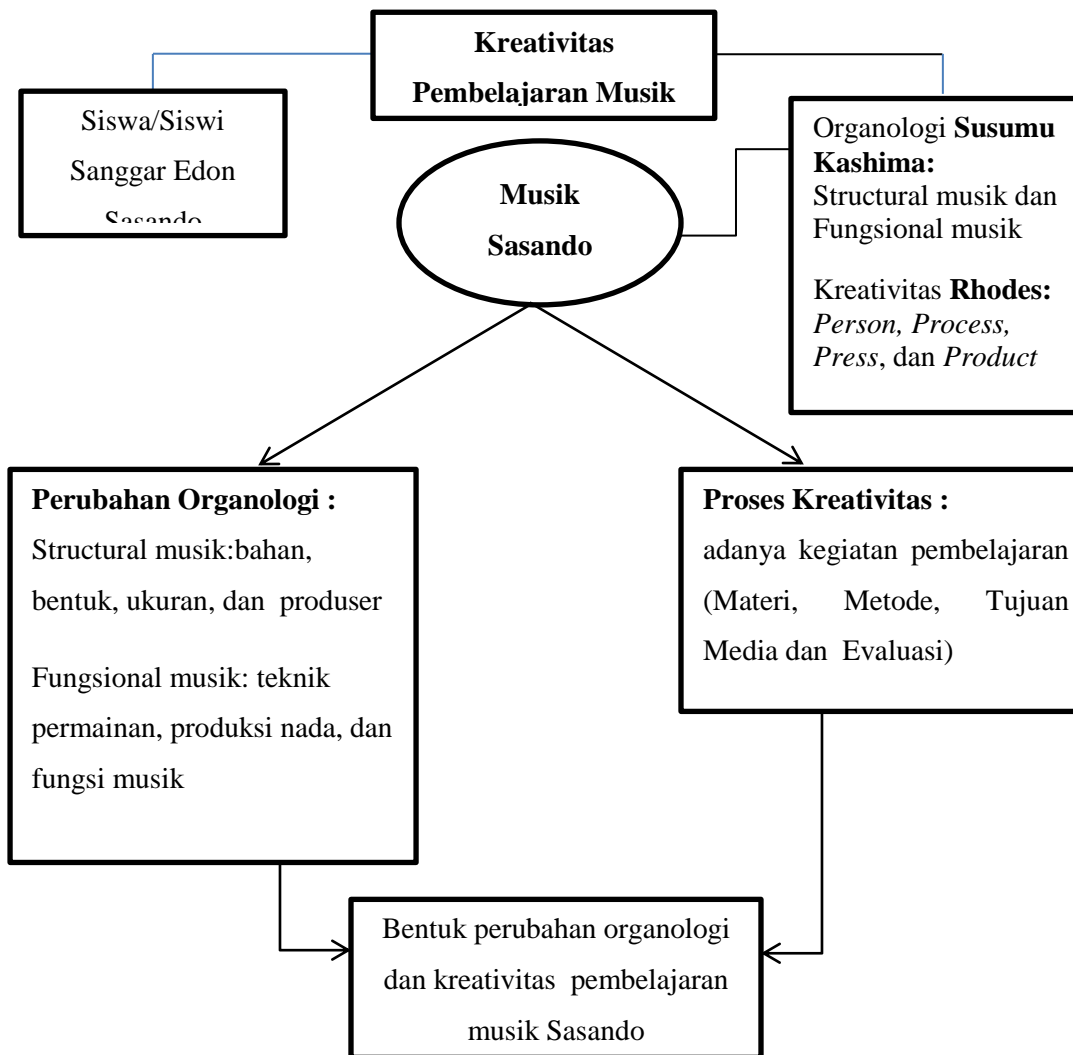 Kreativitas
Pembelajaran Musik
Siswa/Siswi
Sanggar Edon
Sasando
Musik
Sasando
Organologi Susumu
Kashima:
Structural musik dan
Fungsional musik
Kreativitas Rhodes:
Person, Process,
Press, dan Product
Perubahan Organologi :
Structural musik:bahan,
bentuk, ukuran, dan produser
Fungsional musik: teknik
permainan, produksi nada, dan
fungsi musik
Proses Kreativitas :
adanya kegiatan pembelajaran
(Materi, Metode, Tujuan
Media dan Evaluasi)
Bentuk perubahan organologi
dan kreativitas pembelajaran
musik Sasando